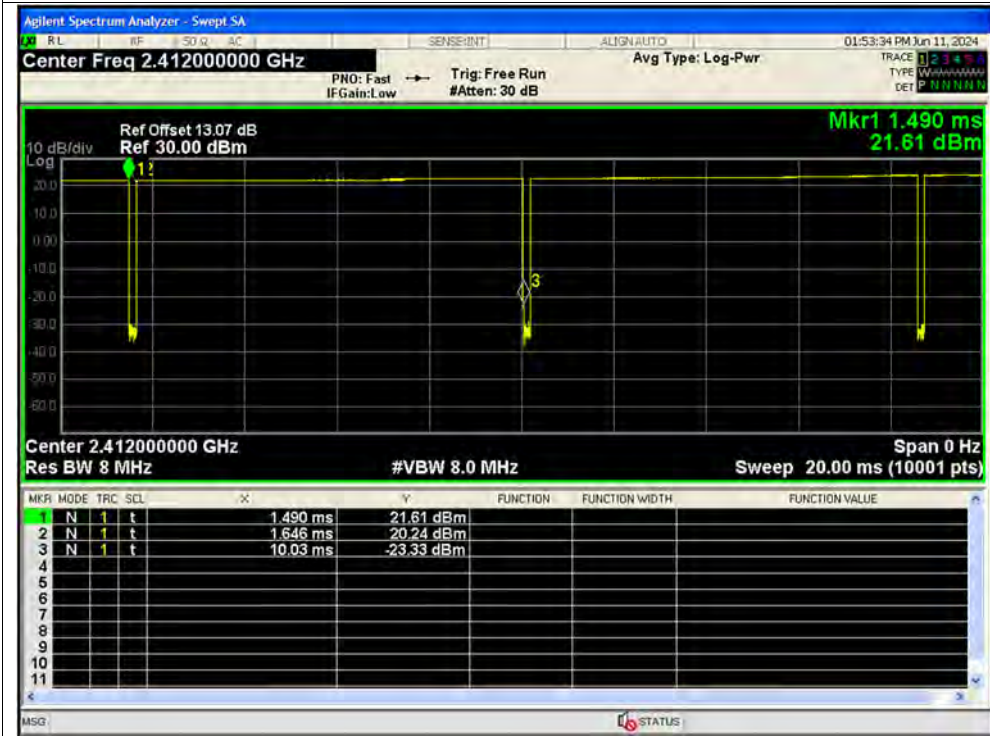 Agilent Spectrum Analyzer - Swept SA
RL RF 50 Ω AC SENSE:INT ALIGN AUTO 01:53:34 PM Jun 11, 2024
Center Freq 2.412000000 GHz
PNO: Fast Trig: Free Run
IFGain:Low #Atten: 30 dB
Avg Type: Log-Pwr
TRACE 1 2 3 4 5 6
TYPE W
DET P N N N N N
Mkr1 1.490 ms
21.61 dBm
Ref Offset 13.07 dB
10 dB/div Ref 30.00 dBm
Log
1 2
20.0
10.0
0.00
-10.0
3
-20.0
-30.0
-40.0
-50.0
-60.0
Center 2.412000000 GHz Span 0 Hz
Res BW 8 MHz #VBW 8.0 MHz Sweep 20.00 ms (10001 pts)
MKR MODE TRC SCL X Y FUNCTION FUNCTION WIDTH FUNCTION VALUE
1 N 1 t 1.490 ms 21.61 dBm
2 N 1 t 1.646 ms 20.24 dBm
3 N 1 t 10.03 ms -23.33 dBm
4
5
6
7
8
9
10
11
MSG STATUS